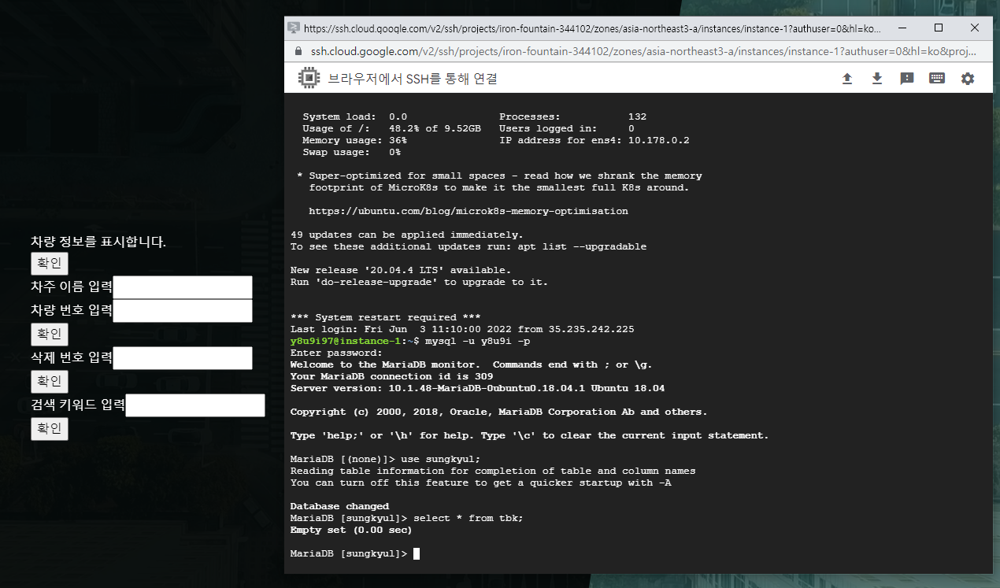 차량 정보를 표시합니다.
확인
차주 이름 입력
차량 번호 입력
확인
삭제 번호 입력
확인
검색 키워드 입력
확인
https://ssh.cloud.google.com/v2/ssh/projects/iron-fountain-344102/zones/asia-northeast3-a/instances/instance-1?authuser=0&hl=ko...
ssh.cloud.google.com/v2/ssh/projects/iron-fountain-344102/zones/asia-northeast3-a/instances/instance-1?authuser=0&hl=ko&proj...
브라우저에서 SSH를 통해 연결
System load: 0.0 Processes: 132
Usage of /: 48.2% of 9.52GB Users logged in: 0
Memory usage: 36% IP address for ens4: 10.178.0.2
Swap usage: 0%
* Super-optimized for small spaces - read how we shrank the memory
footprint of MicroK8s to make it the smallest full K8s around.
https://ubuntu.com/blog/microk8s-memory-optimisation
49 updates can be applied immediately.
To see these additional updates run: apt list --upgradable
New release '20.04.4 LTS' available.
Run 'do-release-upgrade' to upgrade to it.
*** System restart required ***
Last login: Fri Jun 3 11:10:00 2022 from 35.235.242.225
y8u9i97@instance-1:~$ mysql -u y8u9i -p
Enter password:
Welcome to the MariaDB monitor. Commands end with ; or \g.
Your MariaDB connection id is 309
Server version: 10.1.48-MariaDB-0ubuntu0.18.04.1 Ubuntu 18.04
Copyright (c) 2000, 2018, Oracle, MariaDB Corporation Ab and others.
Type 'help;' or '\h' for help. Type '\c' to clear the current input statement.
MariaDB [(none)]> use sungkyul;
Reading table information for completion of table and column names
You can turn off this feature to get a quicker startup with -A
Database changed
MariaDB [sungkyul]> select * from tbk;
Empty set (0.00 sec)
MariaDB [sungkyul]>